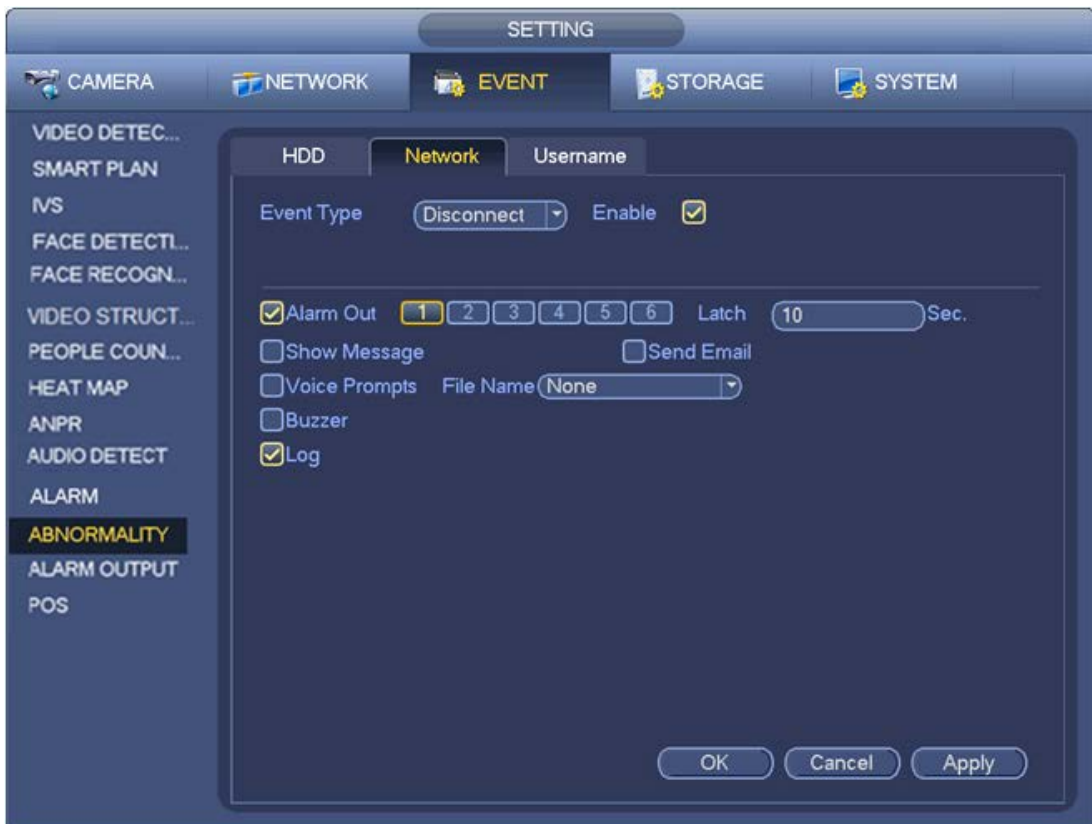 SETTING
CAMERA NETWORK EVENT STORAGE SYSTEM
VIDEO DETEC...
SMART PLAN
IVS
FACE DETECTI...
FACE RECOGN...
VIDEO STRUCT...
PEOPLE COUN...
HEAT MAP
ANPR
AUDIO DETECT
ALARM
ABNORMALITY
ALARM OUTPUT
POS
HDD Network Username
Event Type Disconnect Enable
Alarm Out 1 2 3 4 5 6 Latch 10 Sec.
Show Message Send Email
Voice Prompts File Name None
Buzzer
Log
OK Cancel Apply